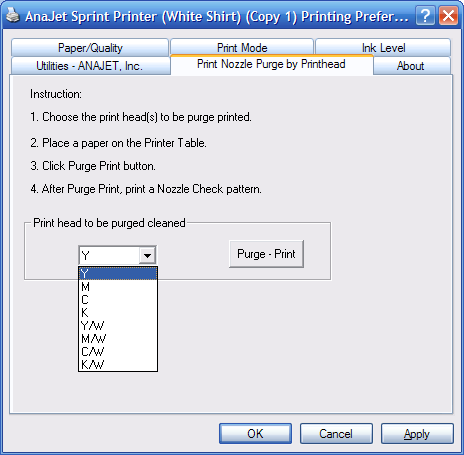 AnaJet Sprint Printer (White Shirt) (Copy 1) Printing Prefer...
Paper/Quality Print Mode Ink Level
Utilities - ANAJET, Inc. Print Nozzle Purge by Printhead About
Instruction:
1. Choose the print head(s) to be purge printed.
2. Place a paper on the Printer Table.
3. Click Purge Print button.
4. After Purge Print, print a Nozzle Check pattern.
Print head to be purged cleaned
Y Purge - Print
Y
M
C
K
Y/W
M/W
C/W
K/W
OK Cancel Apply